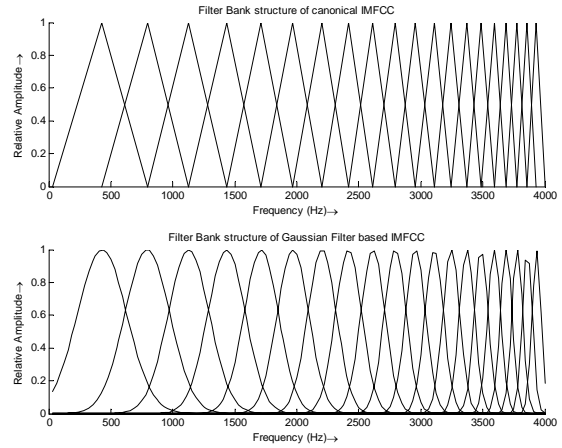 Filter Bank structure of canonical IMFCC
Relative Amplitude→
1
0.8
0.6
0.4
0.2
0
500 1000 1500 2000 2500 3000 3500 4000
Frequency (Hz)→
Filter Bank structure of Gaussian Filter based IMFCC
Relative Amplitude→
1
0.8
0.6
0.4
0.2
0
500 1000 1500 2000 2500 3000 3500 4000
Frequency (Hz)→